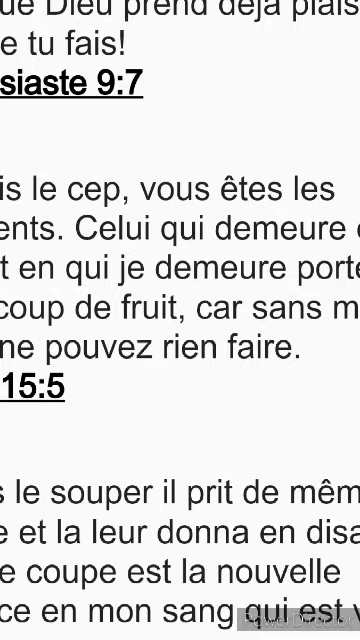 ue Dieu prend déjà plais
e tu fais!
siaste 9:7
is le cep, vous êtes les
ents. Celui qui demeure
t en qui je demeure porte
coup de fruit, car sans m
ne pouvez rien faire.
15:5
s le souper il prit de mêm
e et la leur donna en disa
e coupe est la nouvelle
ce en mon sang qui est v